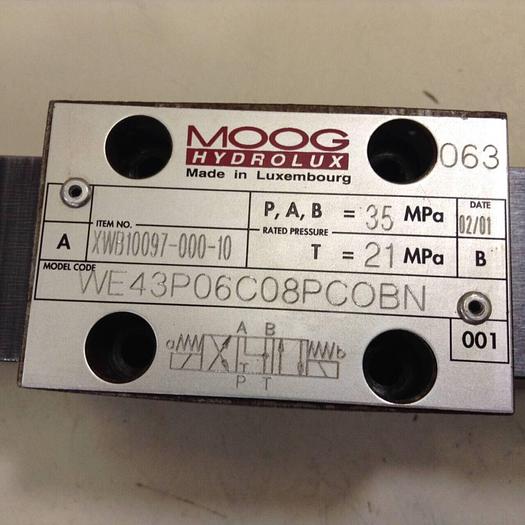 MOOG
HYDROLUX
Made in Luxembourg
063
P, A, B = 35 MPa
DATE
02/01
ITEM NO.
RATED PRESSURE
A
XWB10097-000-10
T = 21 MPa
B
MODEL CODE
WE43P06C08PCOBN
001
A B
a
b
T
P T